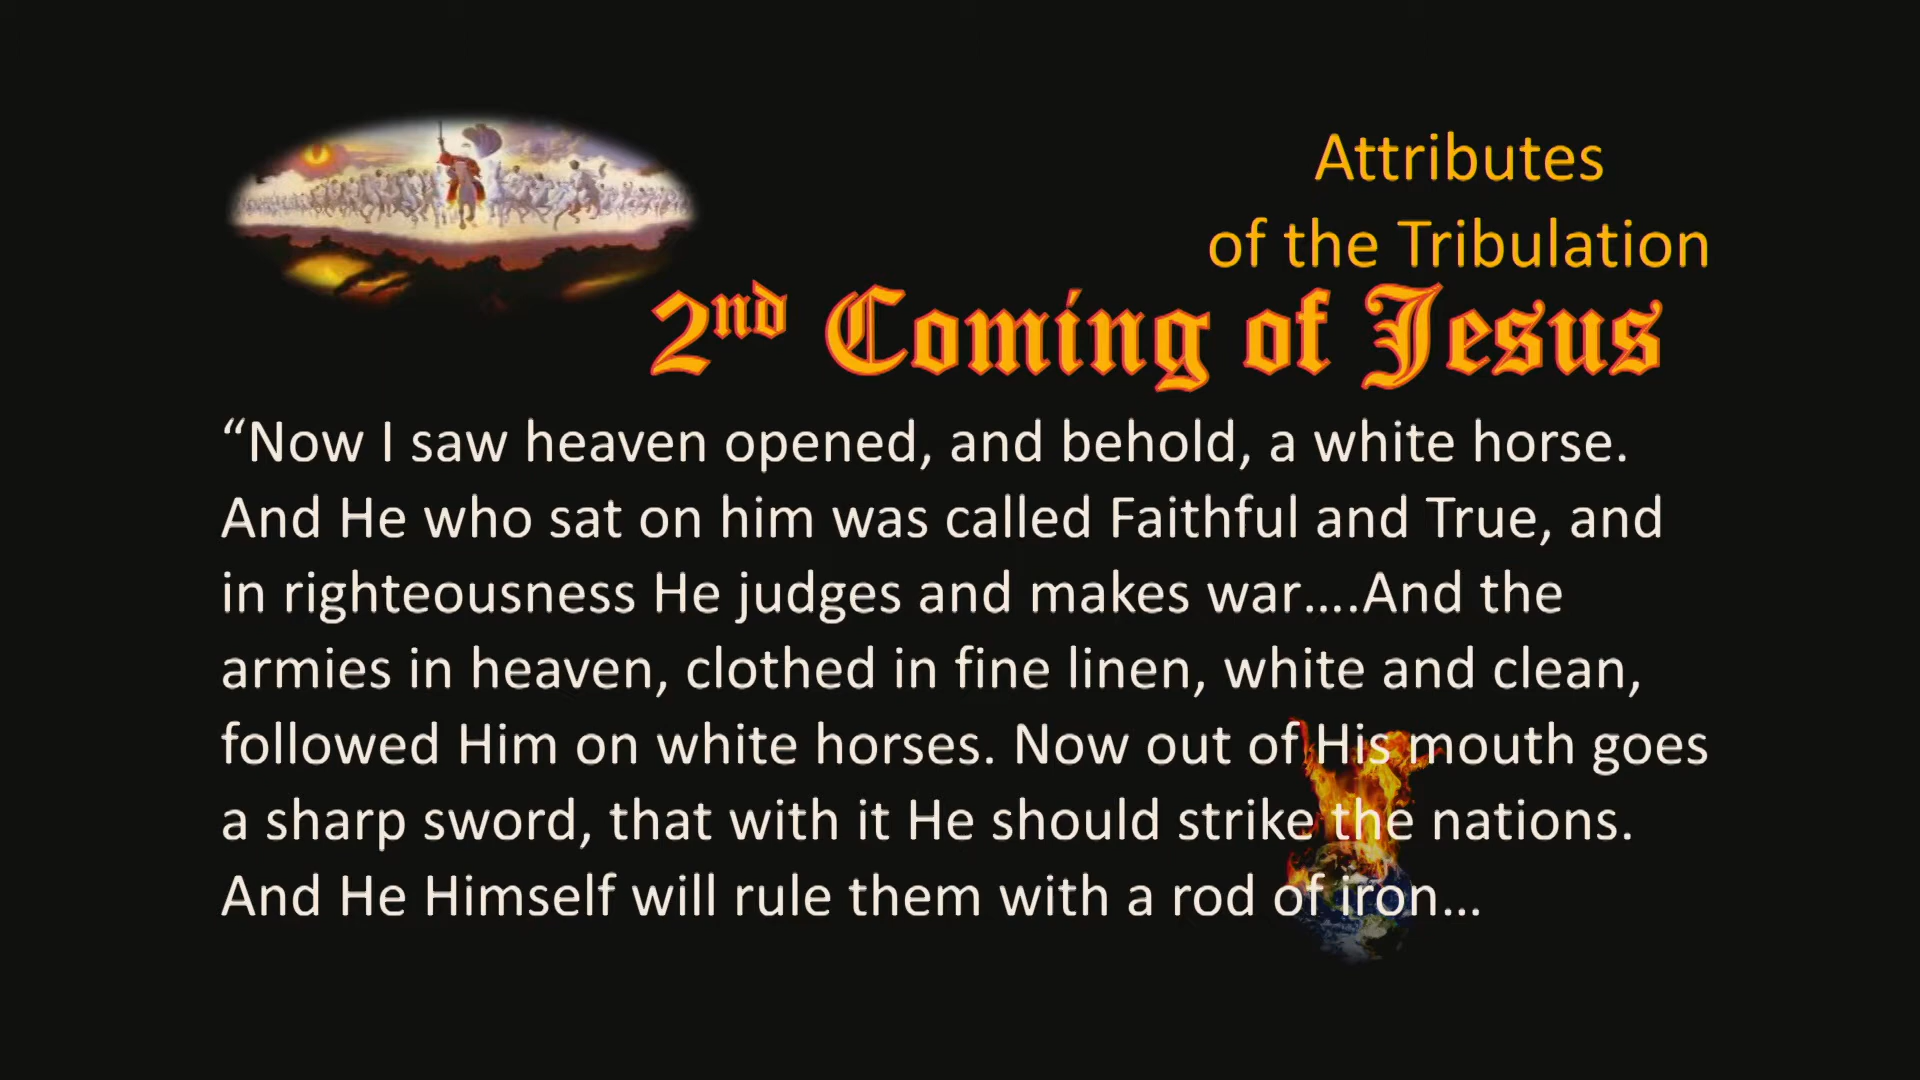 Attributes
of the Tribulation
2nd Coming of Jesus
“Now I saw heaven opened, and behold, a white horse.
And He who sat on him was called Faithful and True, and
in righteousness He judges and makes war....And the
armies in heaven, clothed in fine linen, white and clean,
followed Him on white horses. Now out of His mouth goes
a sharp sword, that with it He should strike the nations.
And He Himself will rule them with a rod of iron...